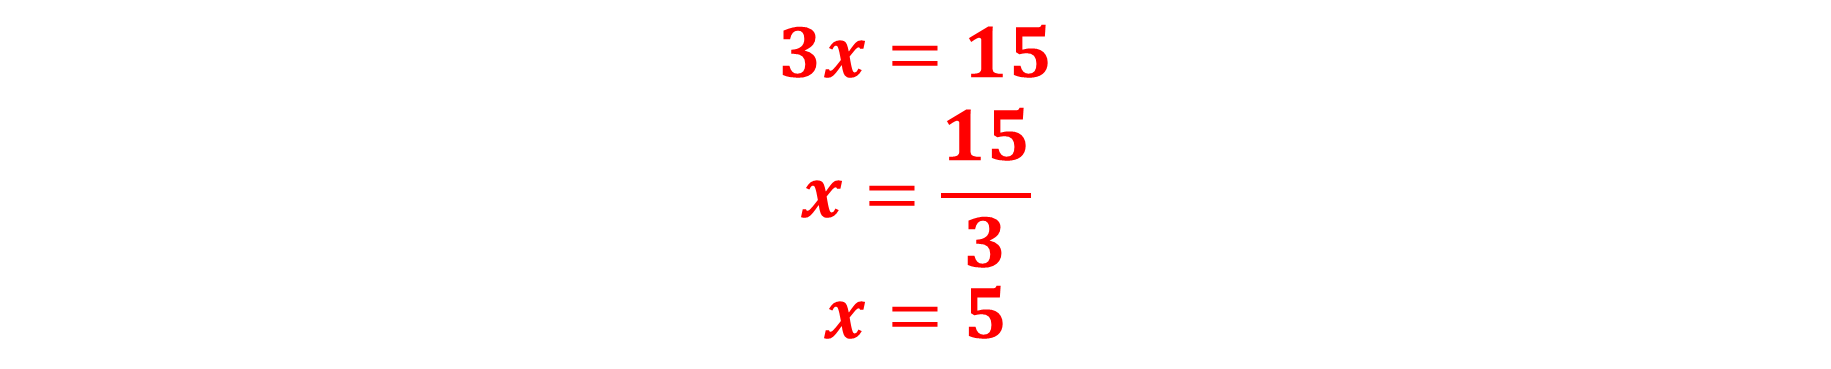 3x = 15
x = 15/3
x = 5